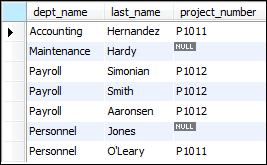 dept_name last_name project_number
Accounting Hernandez P1011
Maintenance Hardy NULL
Payroll Simonian P1012
Payroll Smith P1012
Payroll Aaronsen P1012
Personnel Jones NULL
Personnel O'Leary P1011